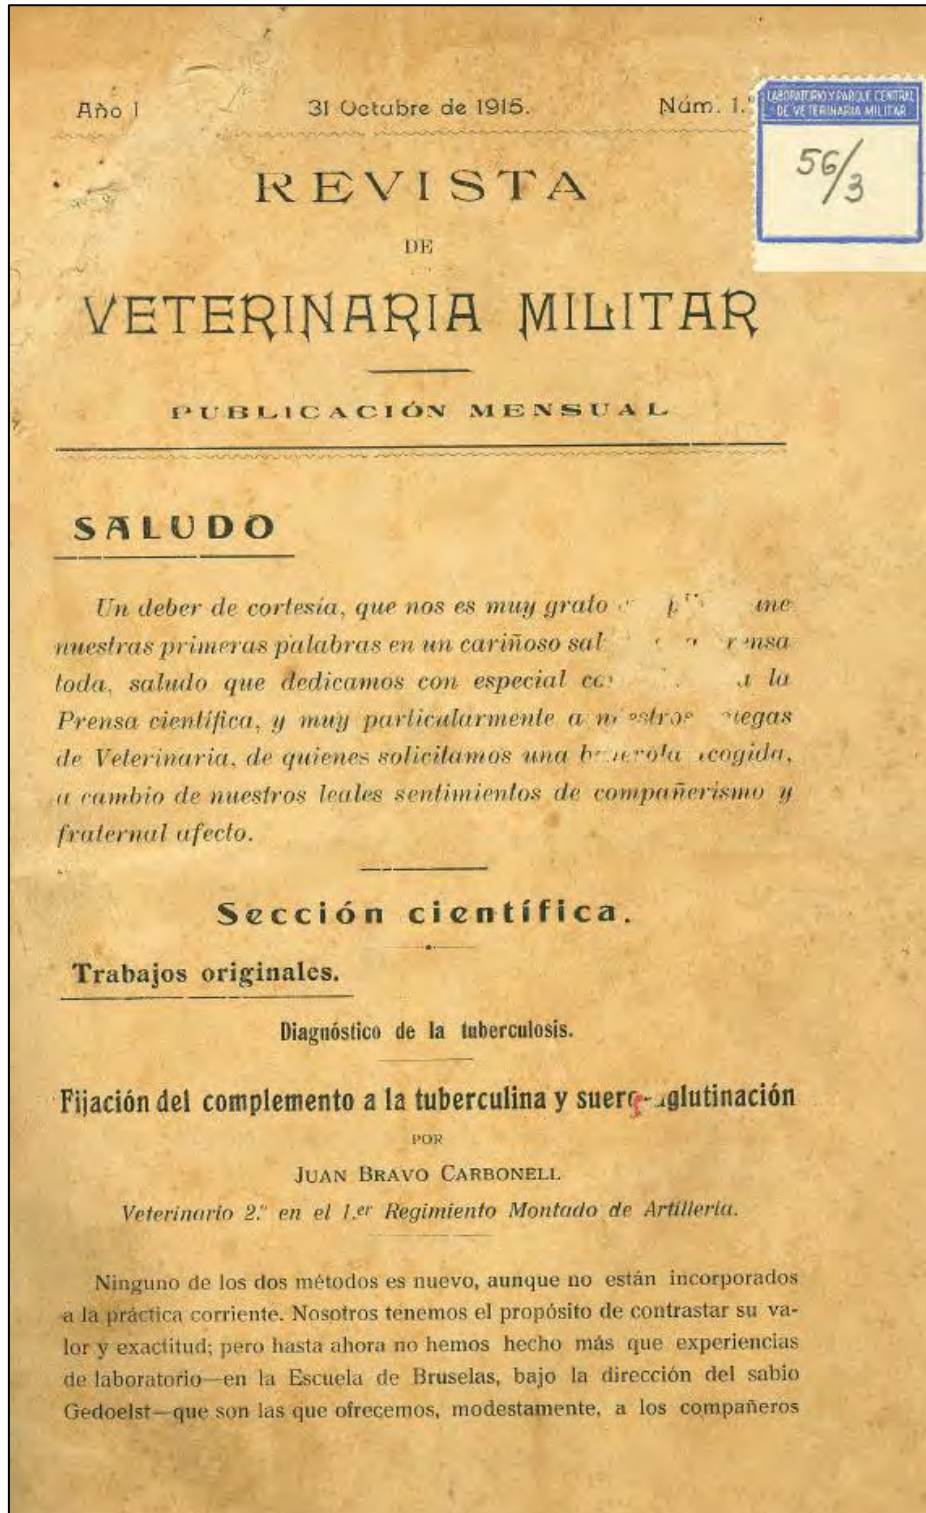 Año I 31 Octubre de 1915. Núm. 1.º
LABORATORIO Y PARQUE CENTRAL
DE VETERINARIA MILITAR
56/3
REVISTA
DE
VETERINARIA MILITAR
PUBLICACIÓN MENSUAL
SALUDO
Un deber de cortesía, que nos es muy grato
nuestras primeras palabras en un cariñoso
toda, saludo que dedicamos con especial a la
Prensa científica, y muy particularmente a
de Veterinaria, de quienes solicitamos una
a cambio de nuestros leales sentimientos de compañerismo y
fraternal afecto.
Sección científica.
Trabajos originales.
Diagnóstico de la tuberculosis.
Fijación del complemento a la tuberculina y suero-aglutinación
POR
JUAN BRAVO CARBONELL
Veterinario 2.º en el 1.er Regimiento Montado de Artillería.
Ninguno de los dos métodos es nuevo, aunque no están incorporados
a la práctica corriente. Nosotros tenemos el propósito de contrastar su va-
lor y exactitud; pero hasta ahora no hemos hecho más que experiencias
de laboratorio—en la Escuela de Bruselas, bajo la dirección del sabio
Gedoelst—que son las que ofrecemos, modestamente, a los compañeros